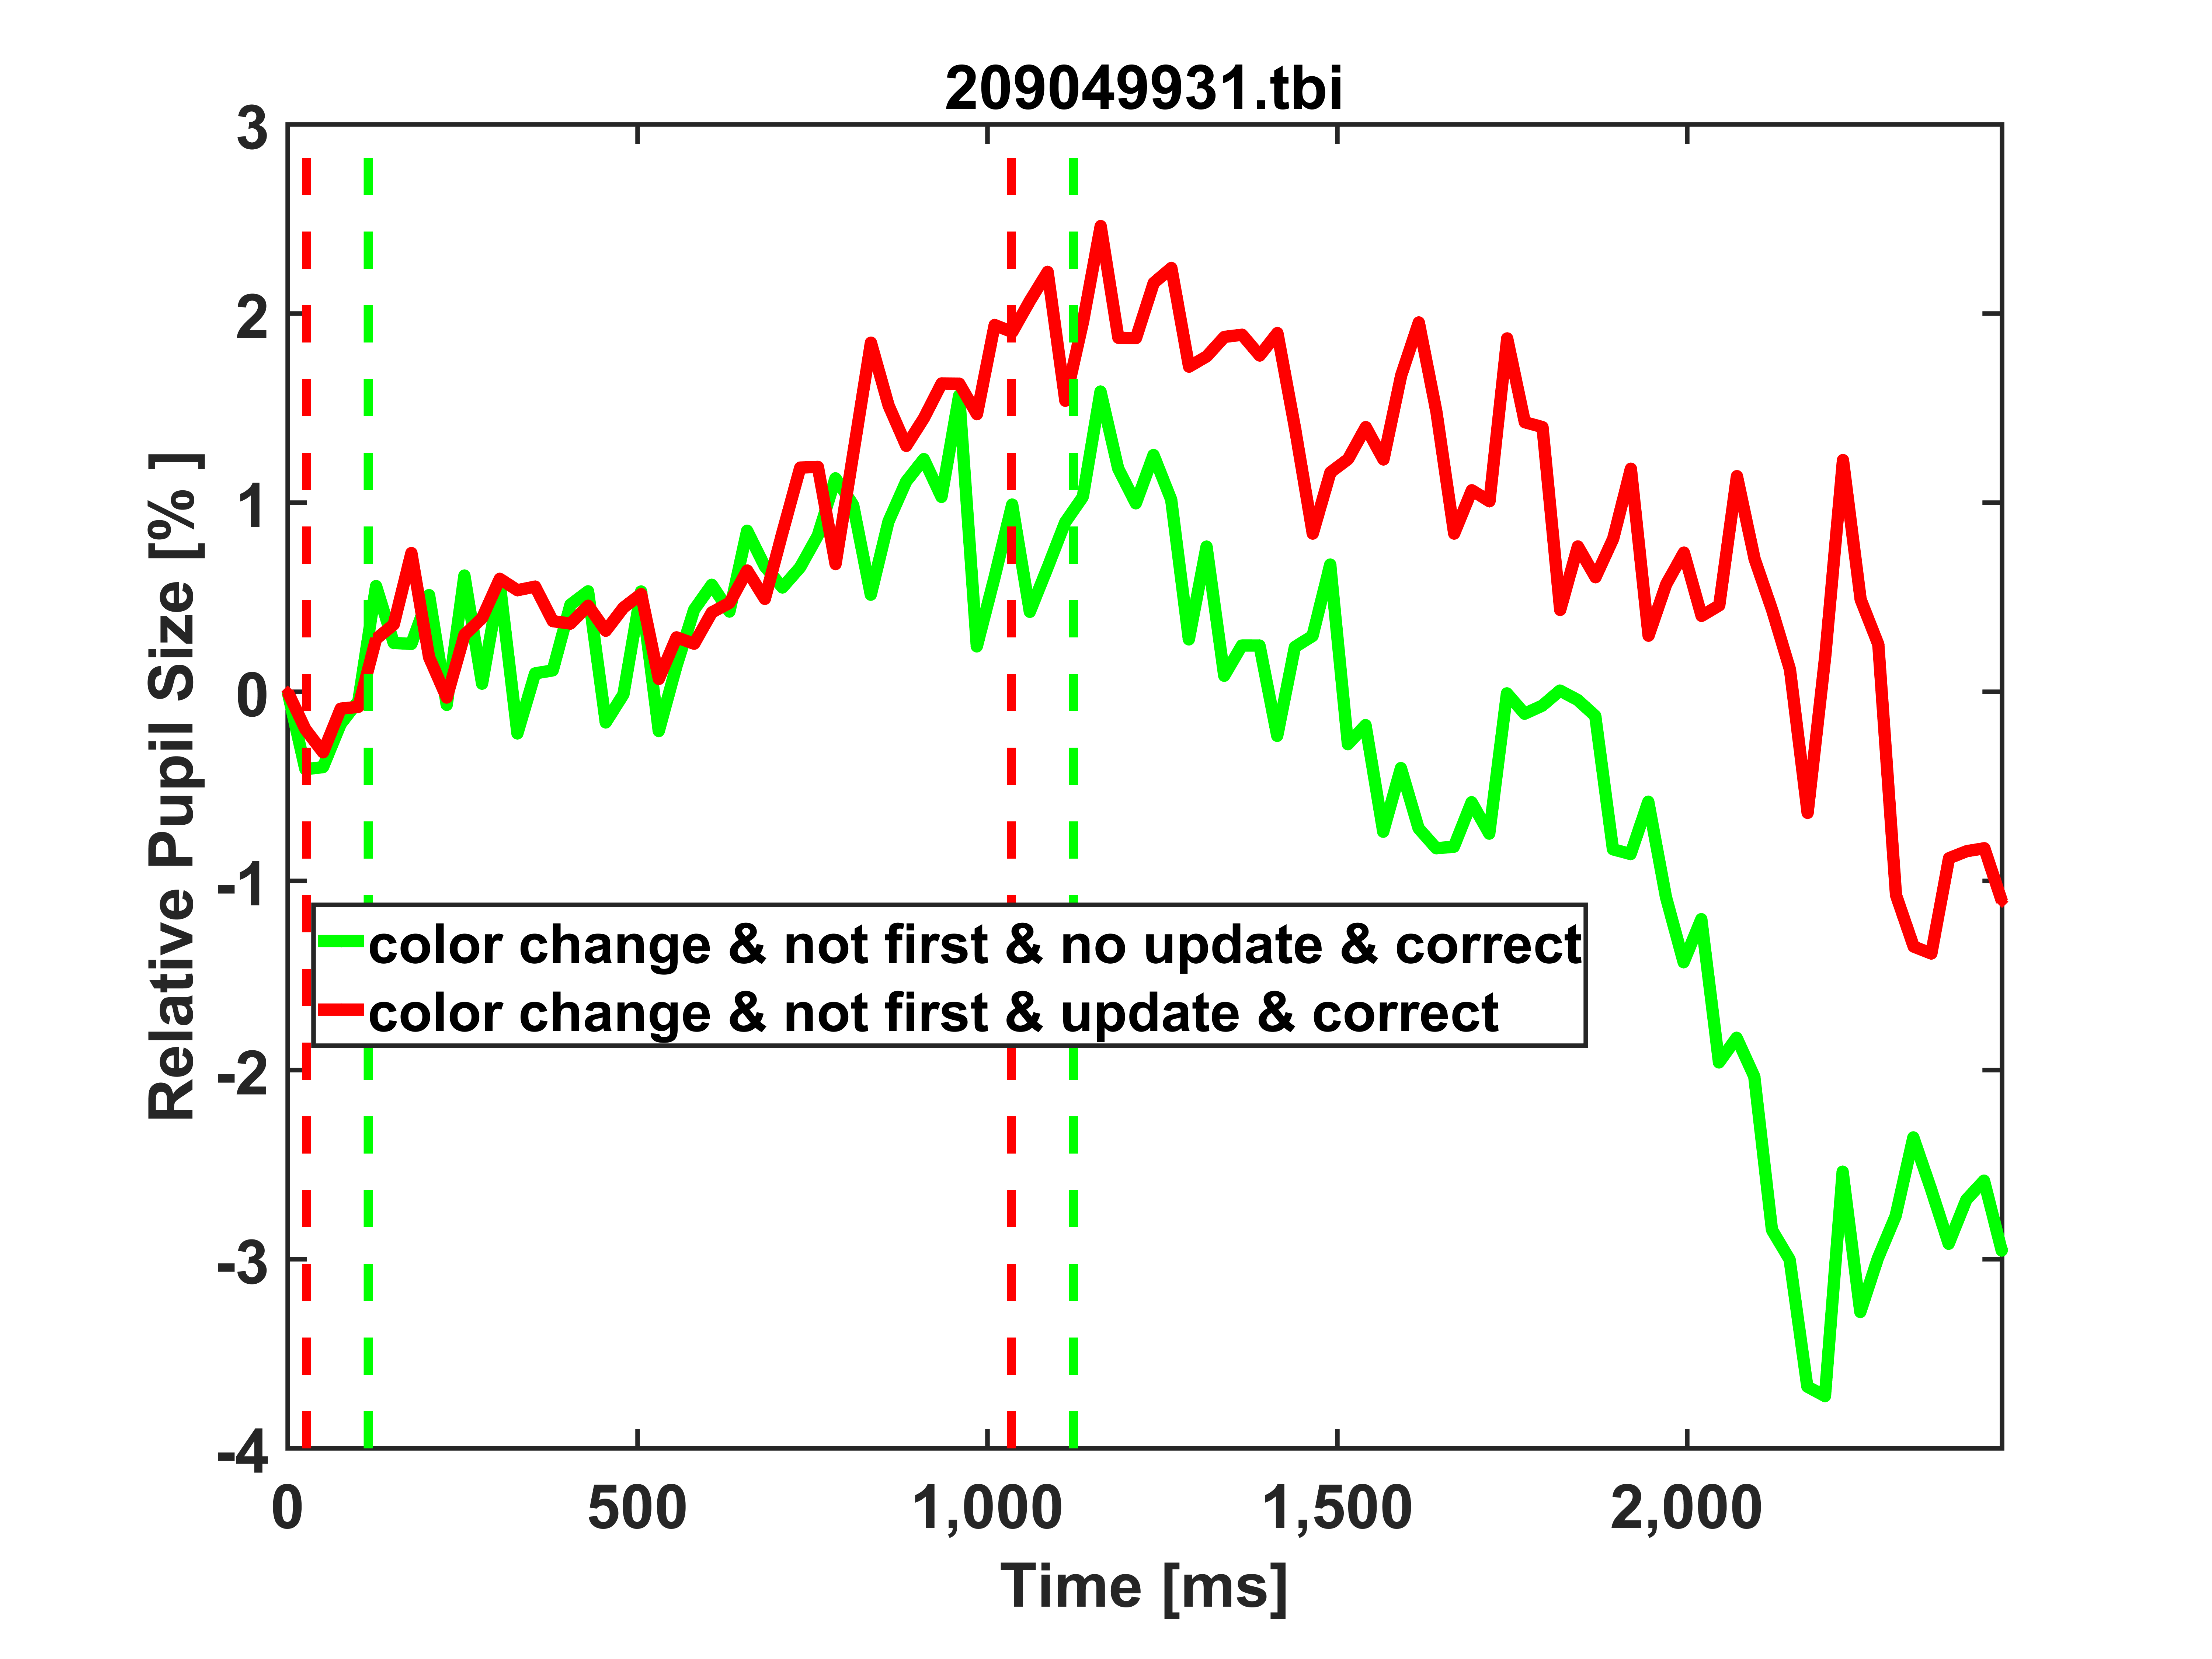 209049931.tbi
3
2
1
0
-1
-2
-3
-4
Relative Pupil Size [% ]
color change & not first & no update & correct
color change & not first & update & correct
0 500 1,000 1,500 2,000
Time [ms]